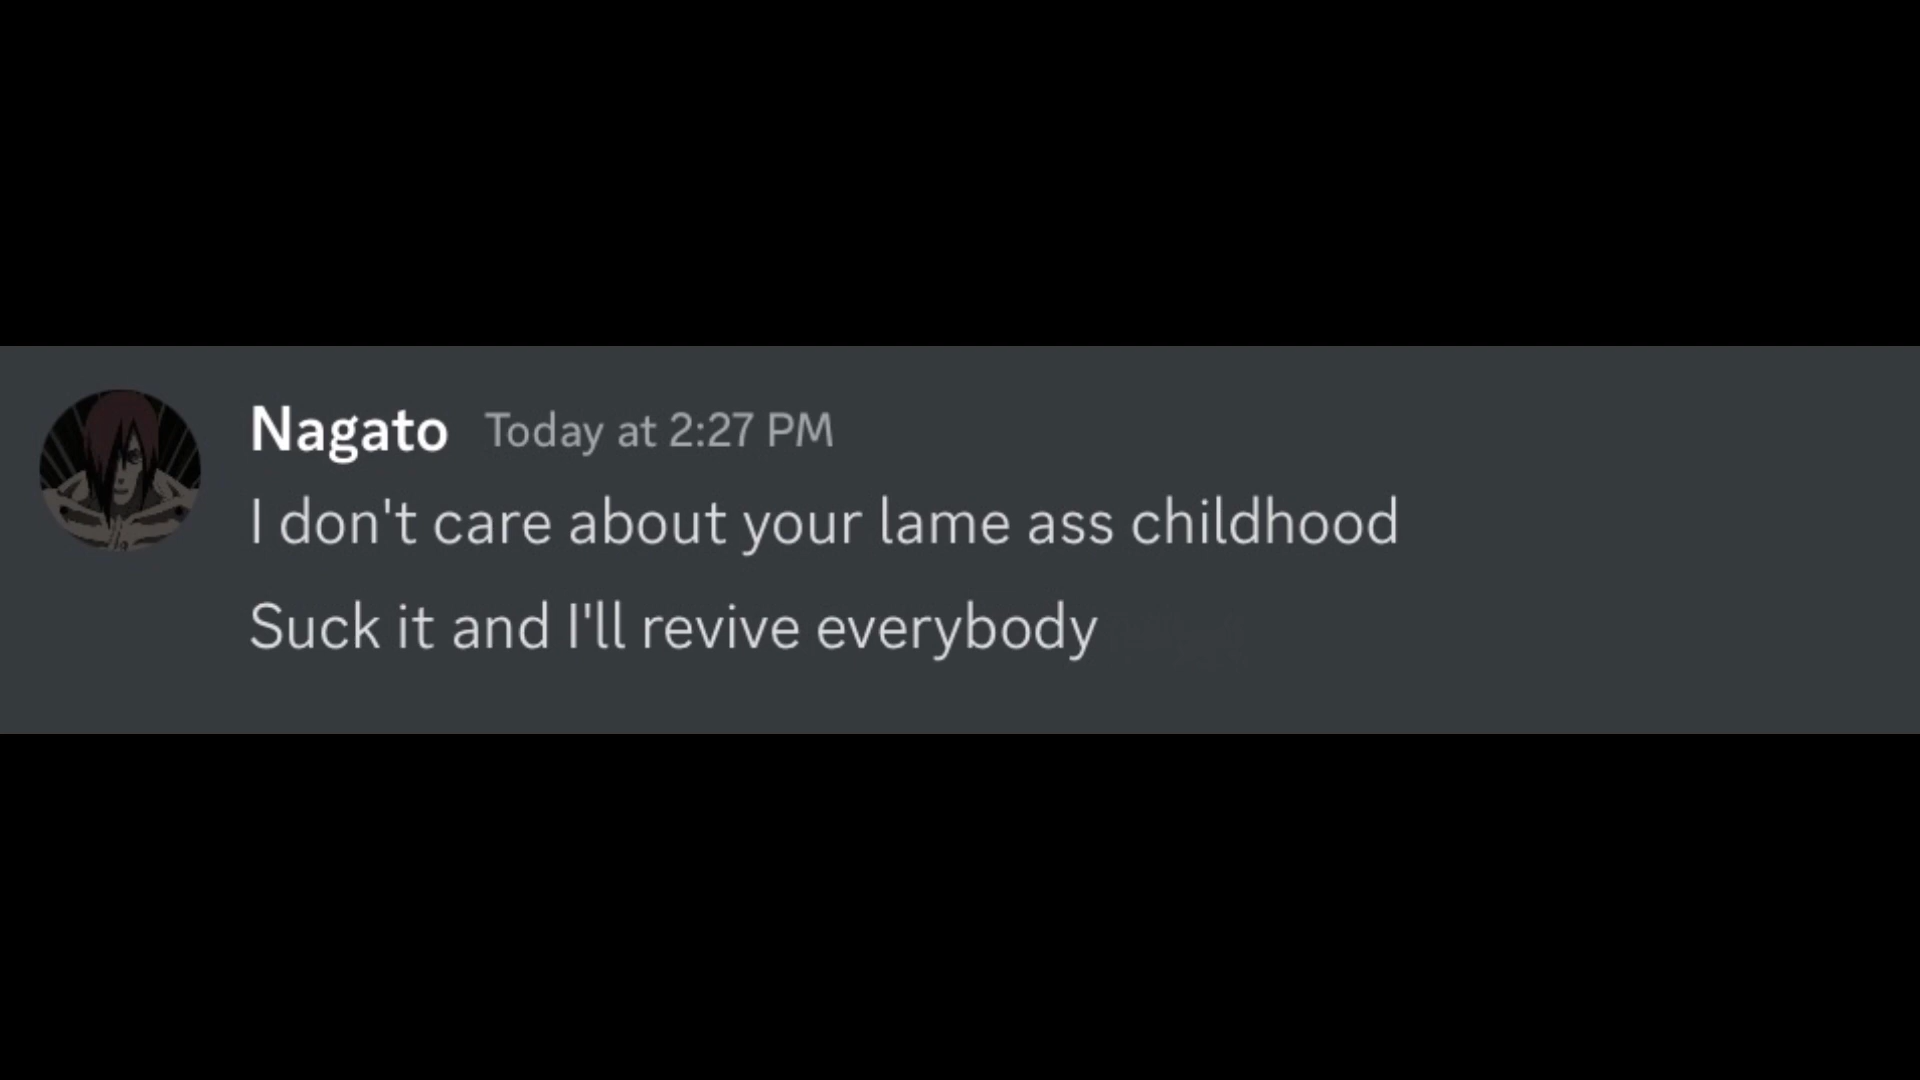 Nagato Today at 2:27 PM
I don't care about your lame ass childhood
Suck it and I'll revive everybody